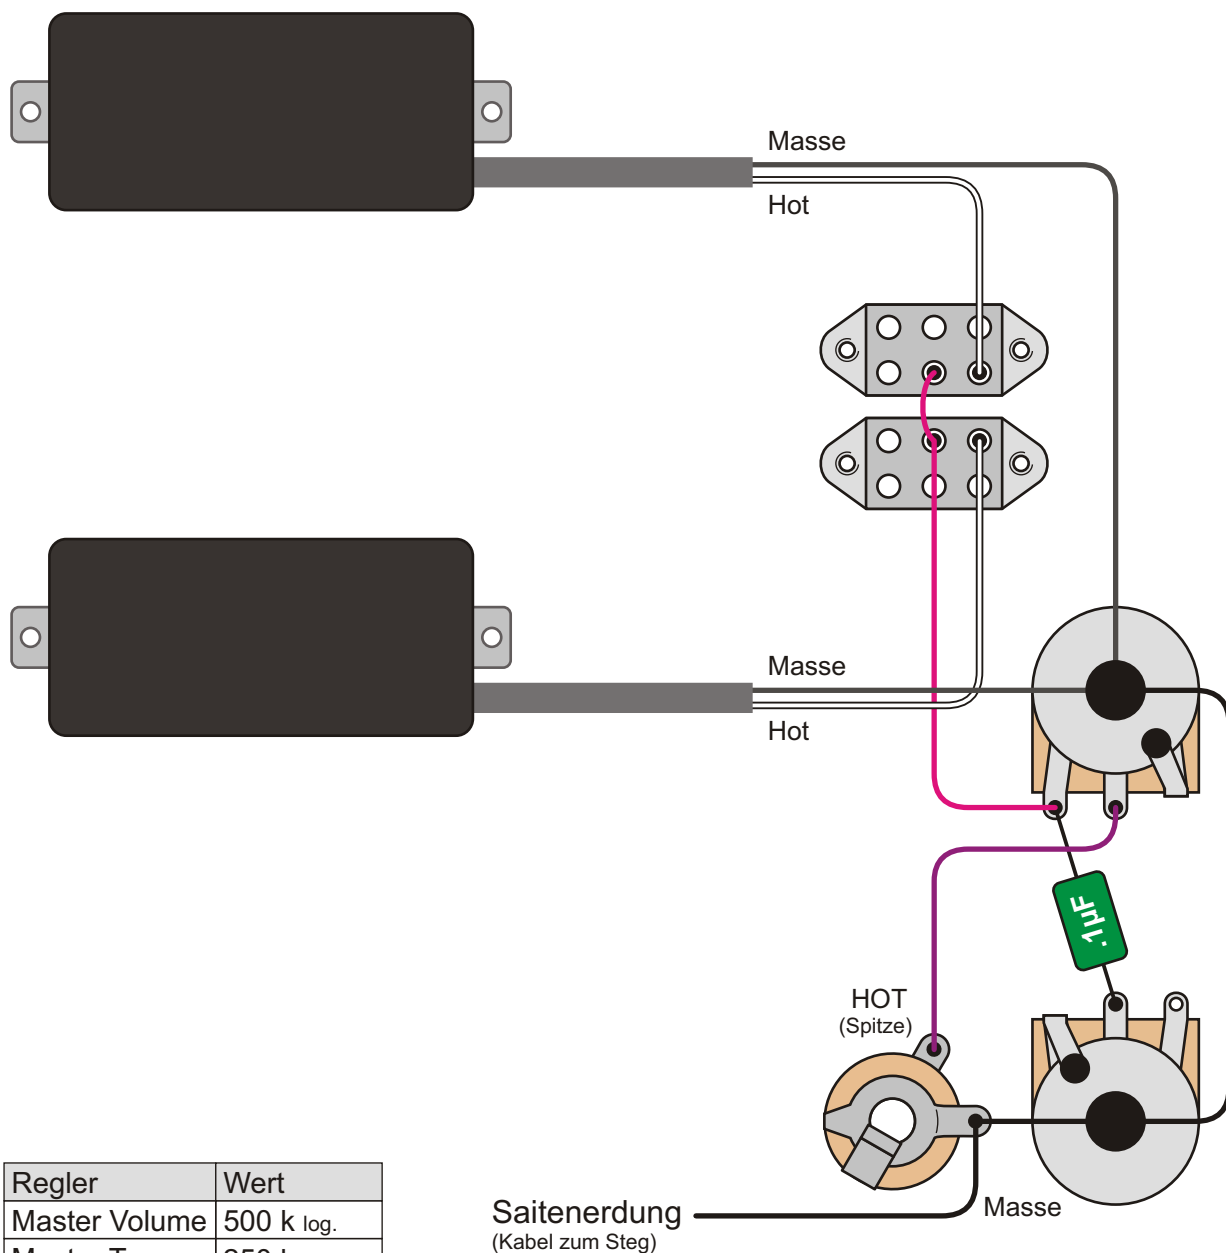 Masse
Hot
Masse
Hot
.1µF
HOT
(Spitze)
Regler Wert
Master Volume 500 k log.
Saitenerdung
(Kabel zum Steg)
Masse